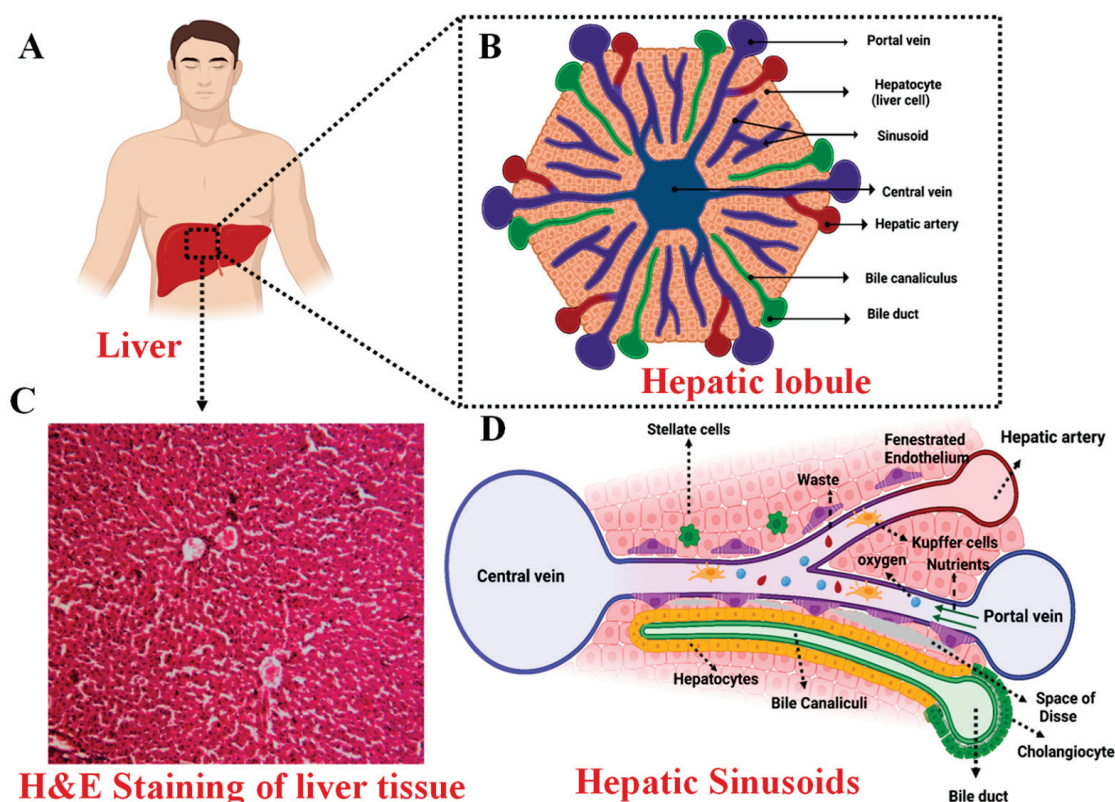 A
Liver
B
Portal vein
Hepatocyte
(liver cell)
Sinusoid
Central vein
Hepatic artery
Bile canaliculus
Bile duct
Hepatic lobule
C
H&E Staining of liver tissue
D
Stellate cells
Fenestrated
Endothelium
Hepatic artery
Waste
Kupffer cells
oxygen
Nutrients
Central vein
Portal vein
Hepatocytes
Bile Canaliculi
Space of
Disse
Cholangiocyte
Bile duct
Hepatic Sinusoids